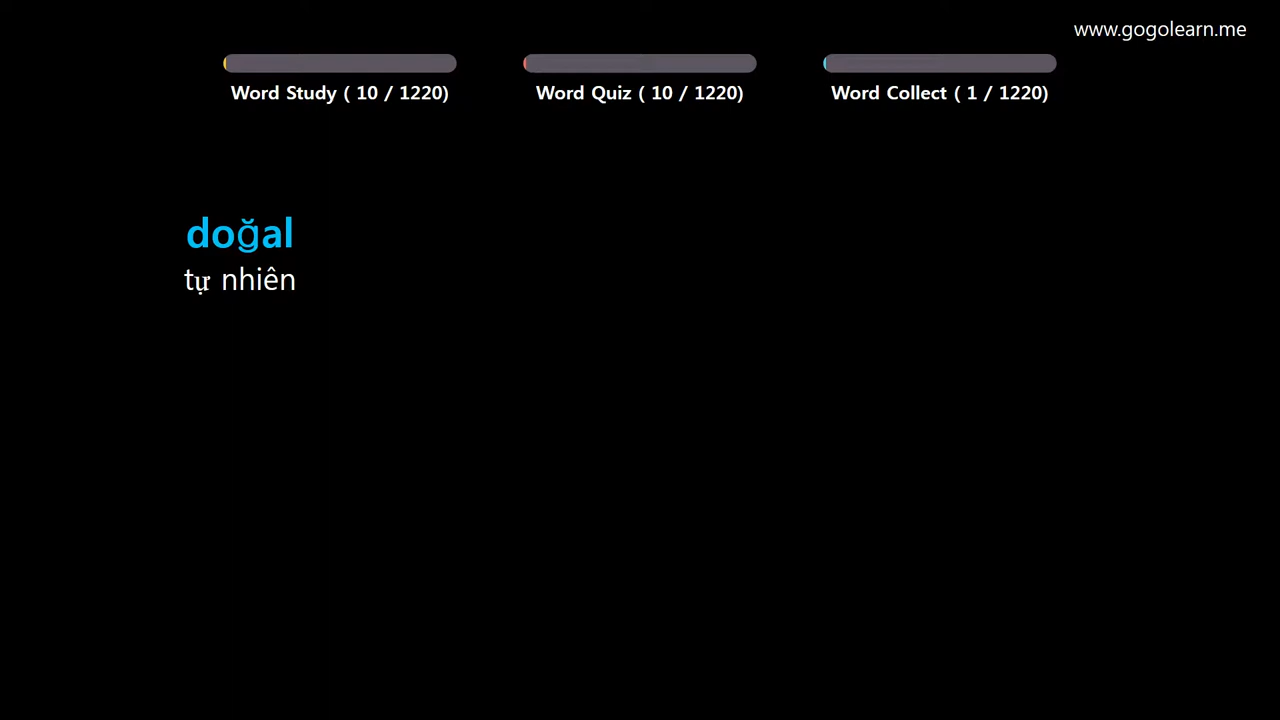 www.gogolearn.me
Word Study ( 10 / 1220)
Word Quiz ( 10 / 1220)
Word Collect ( 1 / 1220)
doğal
tự nhiên